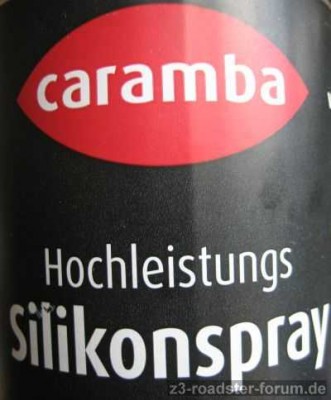 caramba
Hochleistungs
Silikonspray
z3-roadster-forum.de